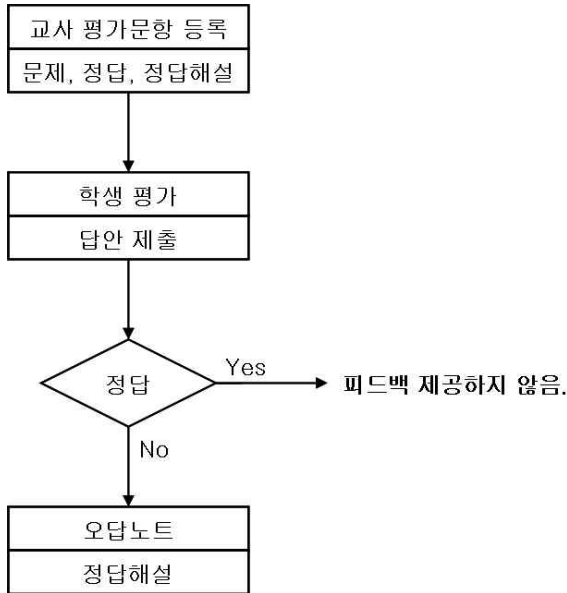 교사 평가문항 등록
문제, 정답, 정답해설
학생 평가
답안 제출
정답
Yes
피드백 제공하지 않음.
No
오답노트
정답해설